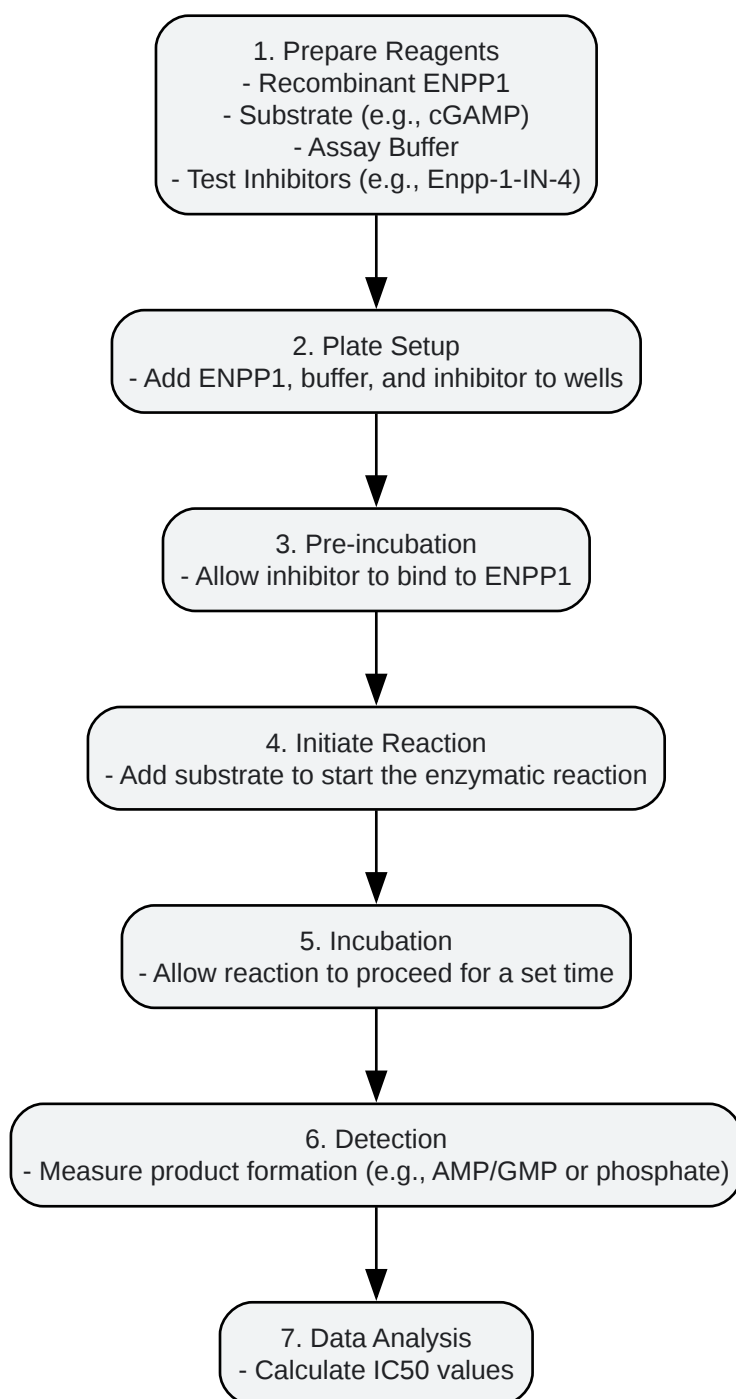 1. Prepare Reagents
- Recombinant ENPP1
- Substrate (e.g., cGAMP)
- Assay Buffer
- Test Inhibitors (e.g., Enpp-1-IN-4)
2. Plate Setup
- Add ENPP1, buffer, and inhibitor to wells
3. Pre-incubation
- Allow inhibitor to bind to ENPP1
4. Initiate Reaction
- Add substrate to start the enzymatic reaction
5. Incubation
- Allow reaction to proceed for a set time
6. Detection
- Measure product formation (e.g., AMP/GMP or phosphate)
7. Data Analysis
- Calculate IC50 values